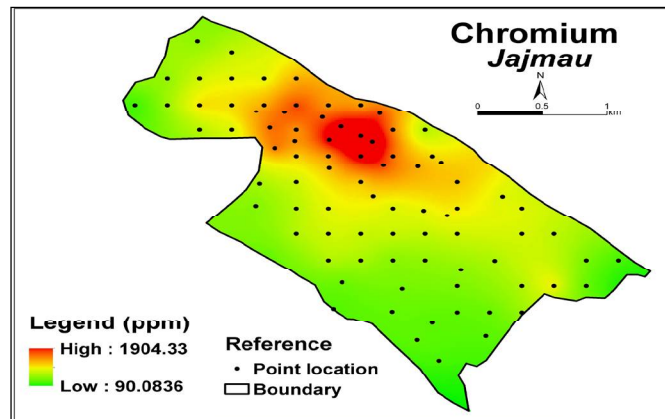 Chromium
Jajmau
N
0 0.5 1
Km
Legend (ppm)
High : 1904.33
Low : 90.0836
Reference
Point location
Boundary